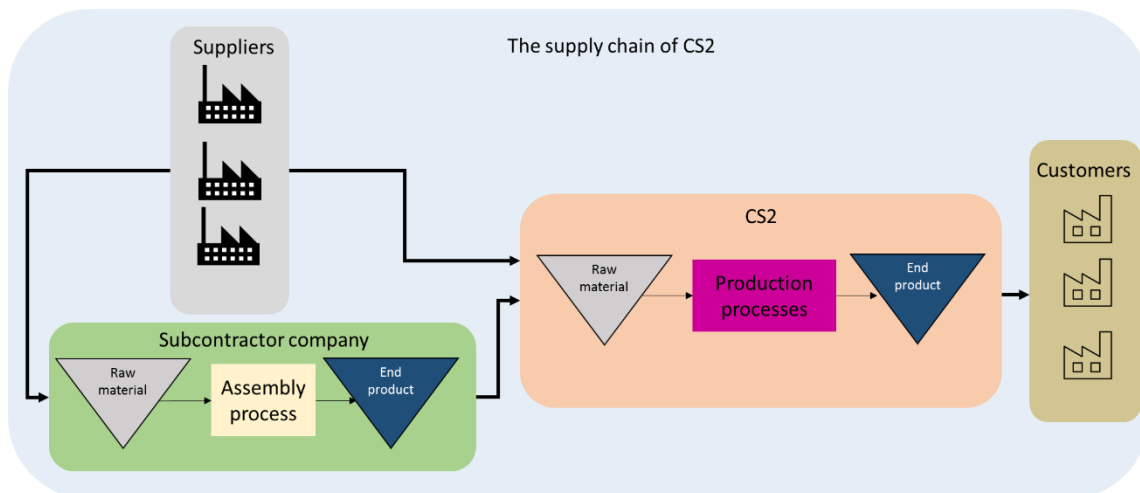 The supply chain of CS2
Suppliers
Customers
CS2
Raw
material
Production
processes
End
product
Subcontractor company
Raw
material
Assembly
process
End
product